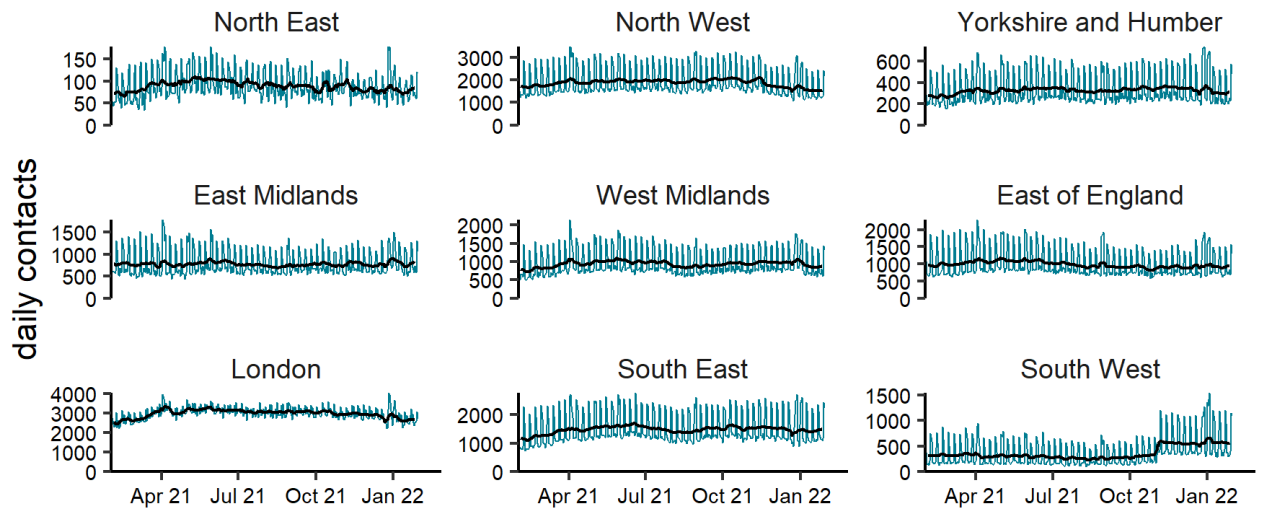 North East
North West
Yorkshire and Humber
150
100
50
0
3000
2000
1000
0
600
400
200
0
daily contacts
East Midlands
West Midlands
East of England
1500
1000
500
0
2000
1500
1000
500
0
2000
1500
1000
500
0
London
South East
South West
4000
3000
2000
1000
0
2000
1000
0
1500
1000
500
0
Apr 21 Jul 21 Oct 21 Jan 22
Apr 21 Jul 21 Oct 21 Jan 22
Apr 21 Jul 21 Oct 21 Jan 22